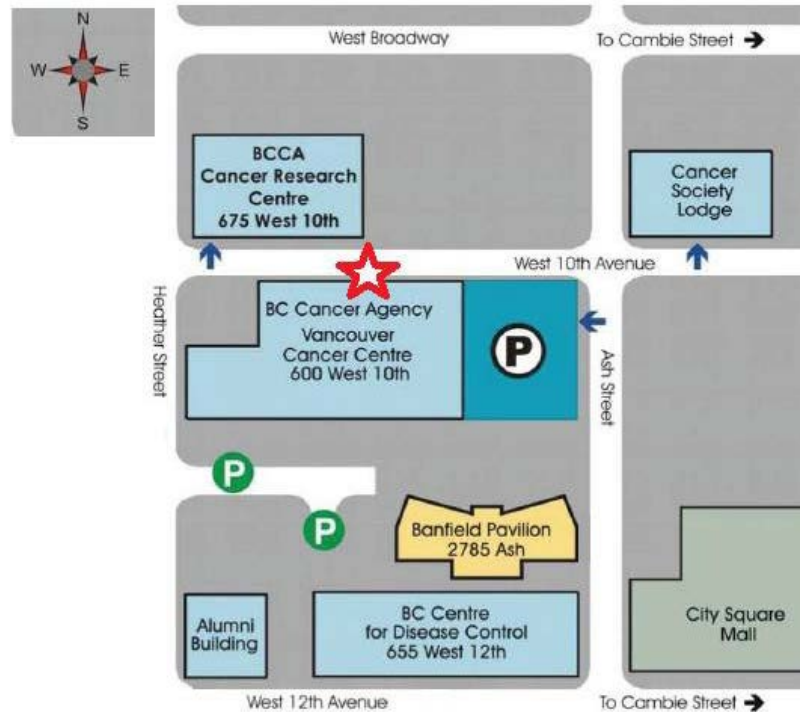 N
W
E
S
West Broadway
To Cambie Street
BCCA
Cancer Research
Centre
675 West 10th
Cancer
Society
Lodge
West 10th Avenue
Heather Street
BC Cancer Agency
Vancouver
Cancer Centre
600 West 10th
P
Ash Street
P
P
Banfield Pavilion
2785 Ash
Alumni
Building
BC Centre
for Disease Control
655 West 12th
City Square
Mall
West 12th Avenue
To Cambie Street